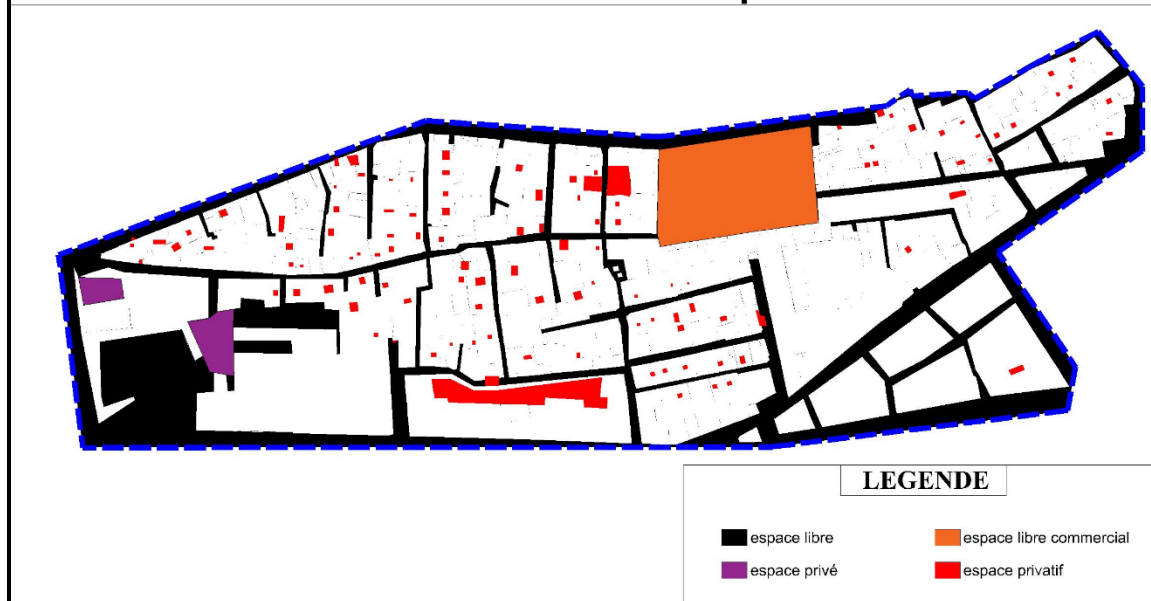 LEGENDE
espace libre
espace libre commercial
espace privé
espace privatif